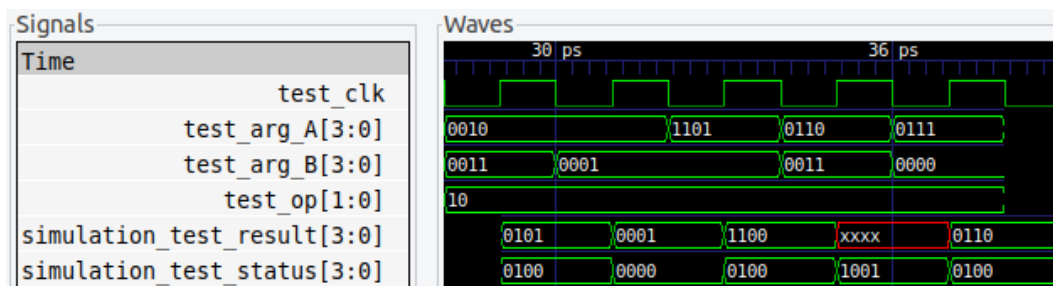 Signals
Waves
Time
30 ps
36 ps
test_clk
test_arg_A[3:0]
0010
1101
0110
0111
test_arg_B[3:0]
0011
0001
0011
0000
test_op[1:0]
10
simulation_test_result[3:0]
0101
0001
1100
xxxx
0110
simulation_test_status[3:0]
0100
0000
0100
1001
0100